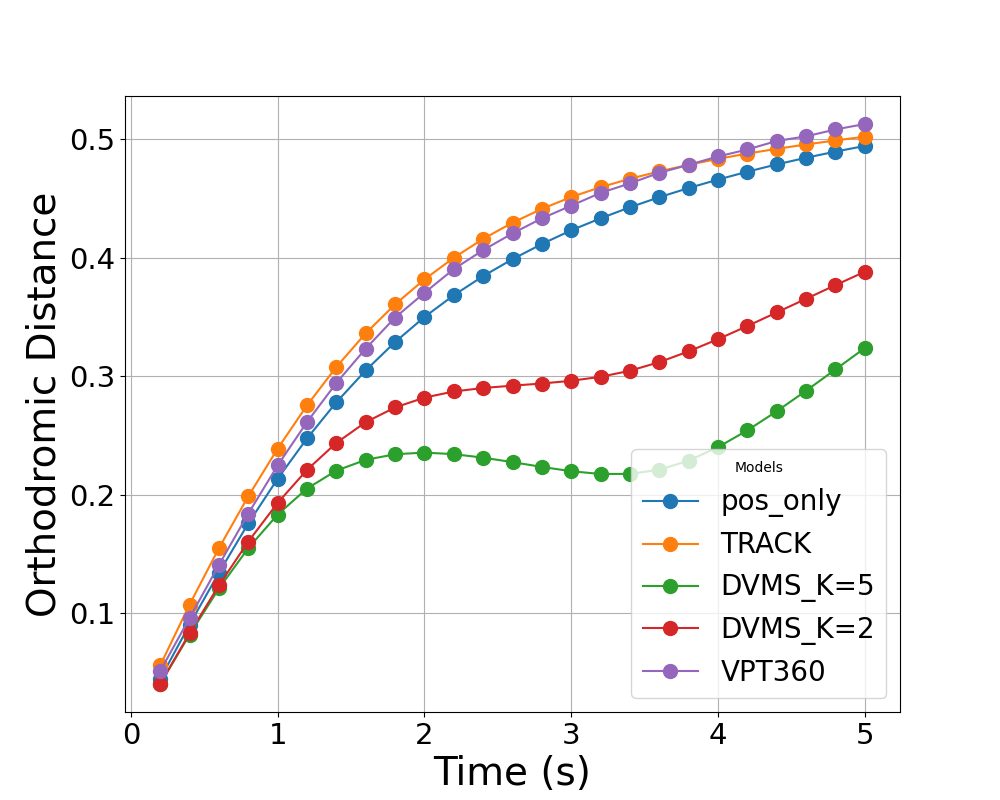 Orthodromic Distance
0.5
0.4
0.3
0.2
0.1
0 1 2 3 4 5
Time (s)
Models
pos_only
TRACK
DVMS_K=5
DVMS_K=2
VPT360